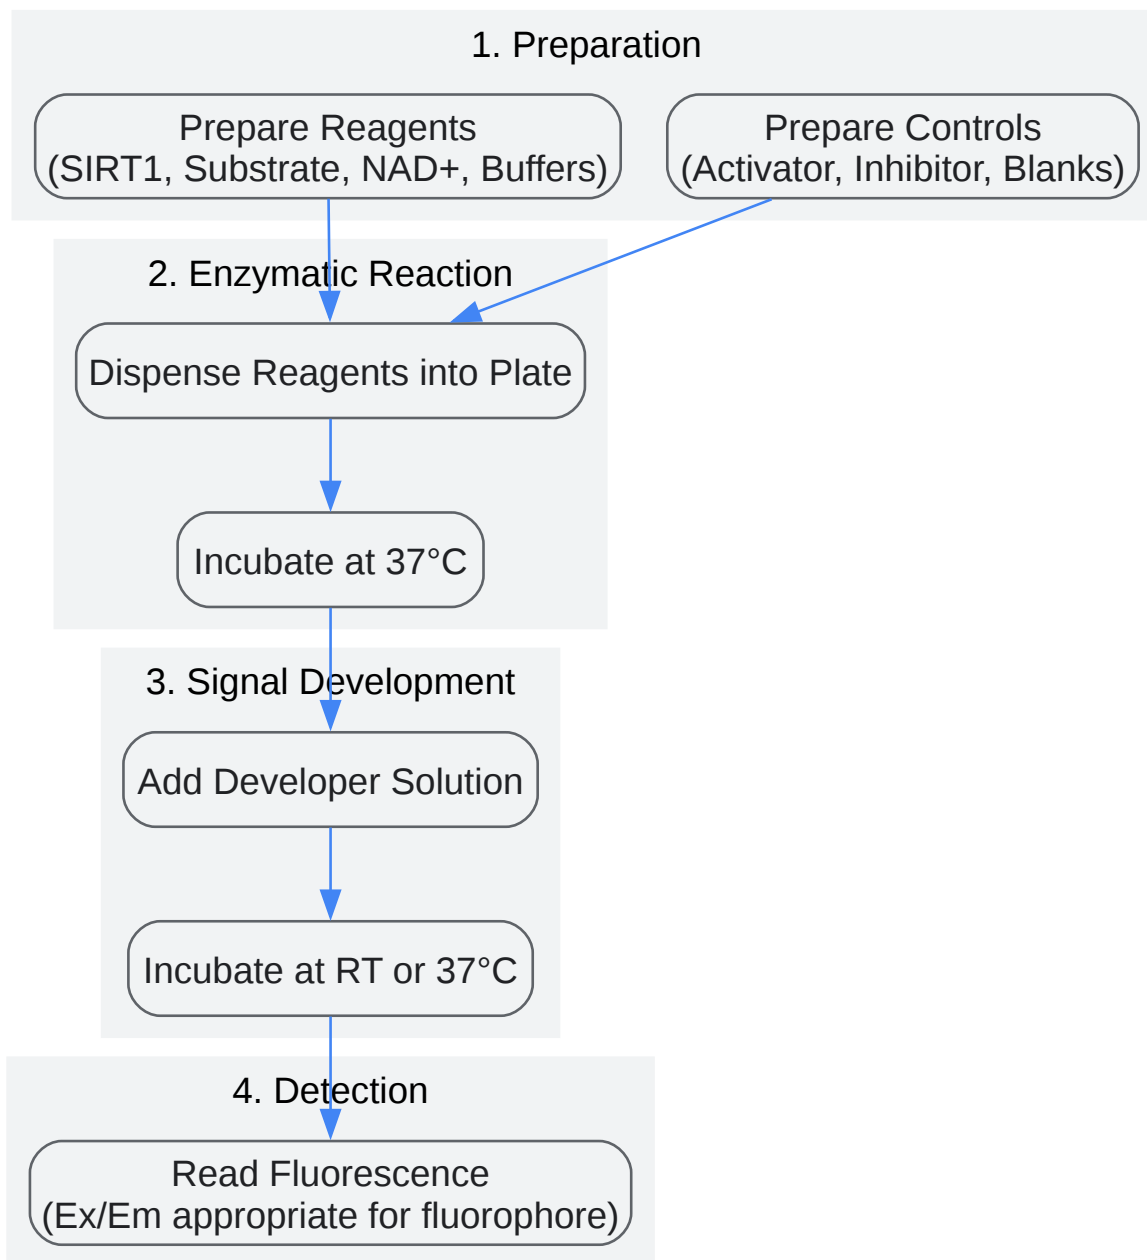 1. Preparation
Prepare Reagents
(SIRT1, Substrate, NAD+, Buffers)
Prepare Controls
(Activator, Inhibitor, Blanks)
2. Enzymatic Reaction
Dispense Reagents into Plate
Incubate at 37°C
3. Signal Development
Add Developer Solution
Incubate at RT or 37°C
4. Detection
Read Fluorescence
(Ex/Em appropriate for fluorophore)